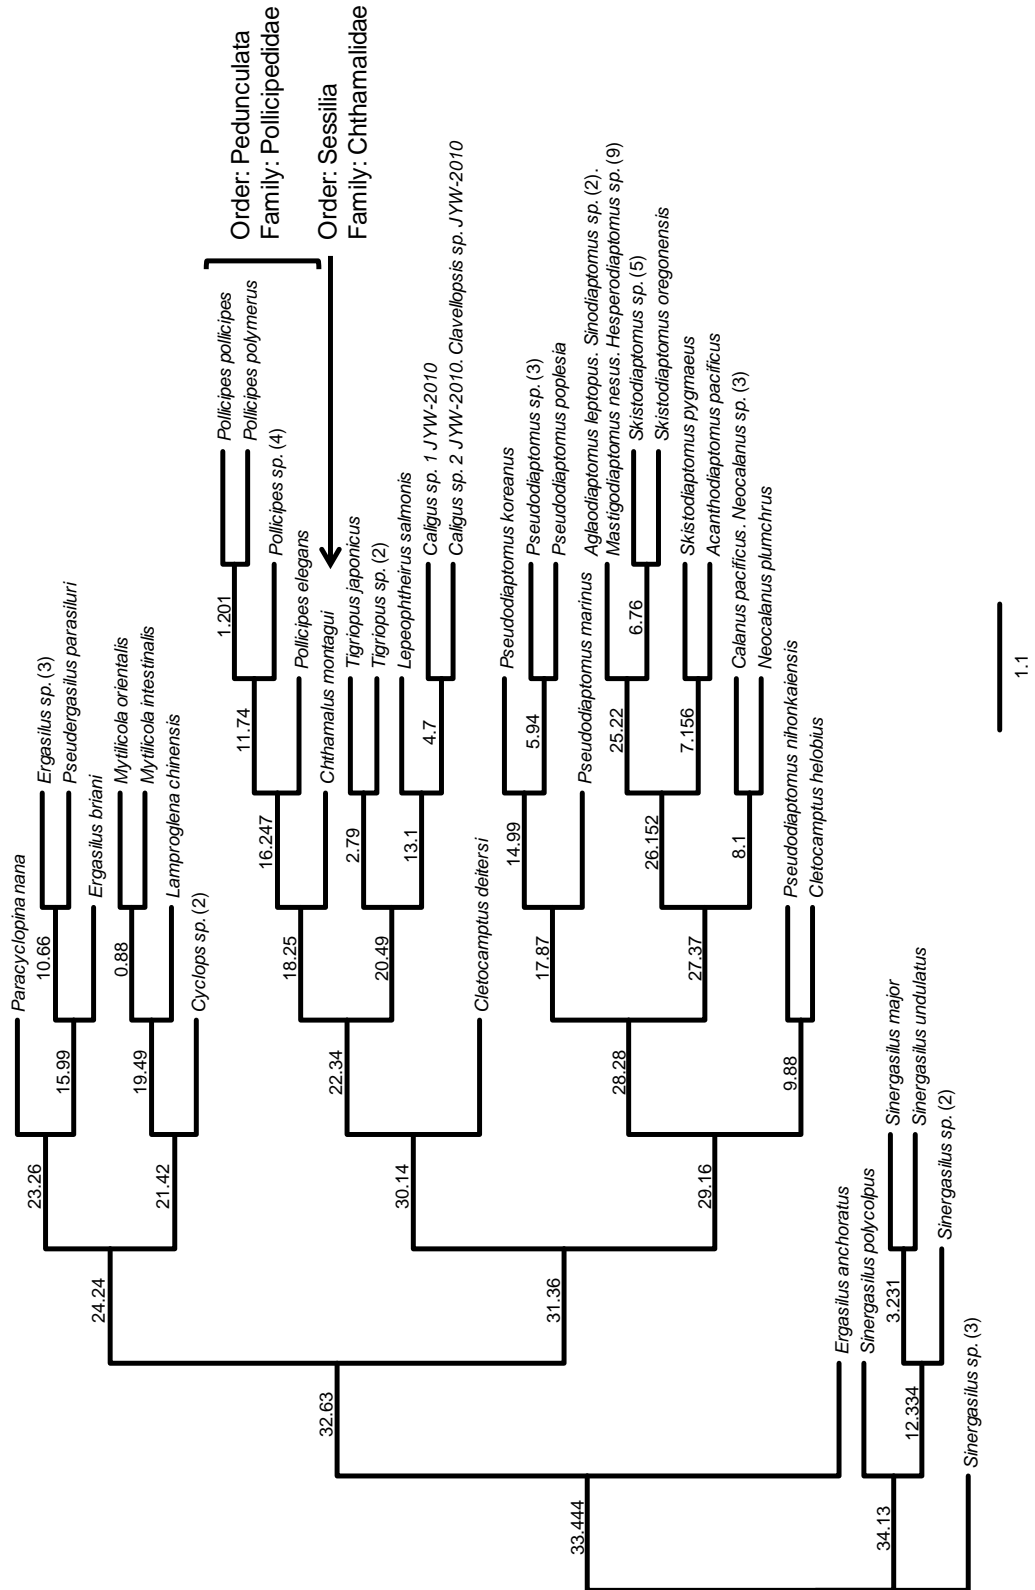 Paracyclopina nana
23.26
10.66
Ergasilus sp. (3)
Pseudergasilus parasiluri
15.99
Ergasilus briani
24.24
0.88
Mytilicola orientalis
Mytilicola intestinalis
19.49
Lamproglena chinensis
21.42
Cyclops sp. (2)
32.63
1.201
Pollicipes pollicipes
Pollicipes polymerus
11.74
Pollicipes sp. (4)
16.247
Pollicipes elegans
18.25
Chthamalus montagui
Order: Pedunculata
Family: Pollicipedidae
Order: Sessilia
Family: Chthamalidae
22.34
2.79
Tigriopus japonicus
Tigriopus sp. (2)
20.49
Lepeophtheirus salmonis
13.1
4.7
Caligus sp. 1 JYW-2010
Caligus sp. 2 JYW-2010. Clavellopsis sp. JYW-2010
30.14
Cletocamptus deitersi
31.36
Pseudodiaptomus koreanus
14.99
5.94
Pseudodiaptomus sp. (3)
Pseudodiaptomus poplesia
17.87
Pseudodiaptomus marinus
28.28
Aglaodiaptomus leptopus. Sinodiaptomus sp. (2).
Mastigodiaptomus nesus. Hesperodiaptomus sp. (9)
25.22
6.76
Skistodiaptomus sp. (5)
Skistodiaptomus oregonensis
26.152
7.156
Skistodiaptomus pygmaeus
Acanthodiaptomus pacificus
27.37
8.1
Calanus pacificus. Neocalanus sp. (3)
Neocalanus plumchrus
29.16
9.88
Pseudodiaptomus nihonkaiensis
Cletocamptus helobius
33.444
Ergasilus anchoratus
Sinergasilus polycolpus
34.13
3.231
Sinergasilus major
Sinergasilus undulatus
12.334
Sinergasilus sp. (2)
Sinergasilus sp. (3)
1.1